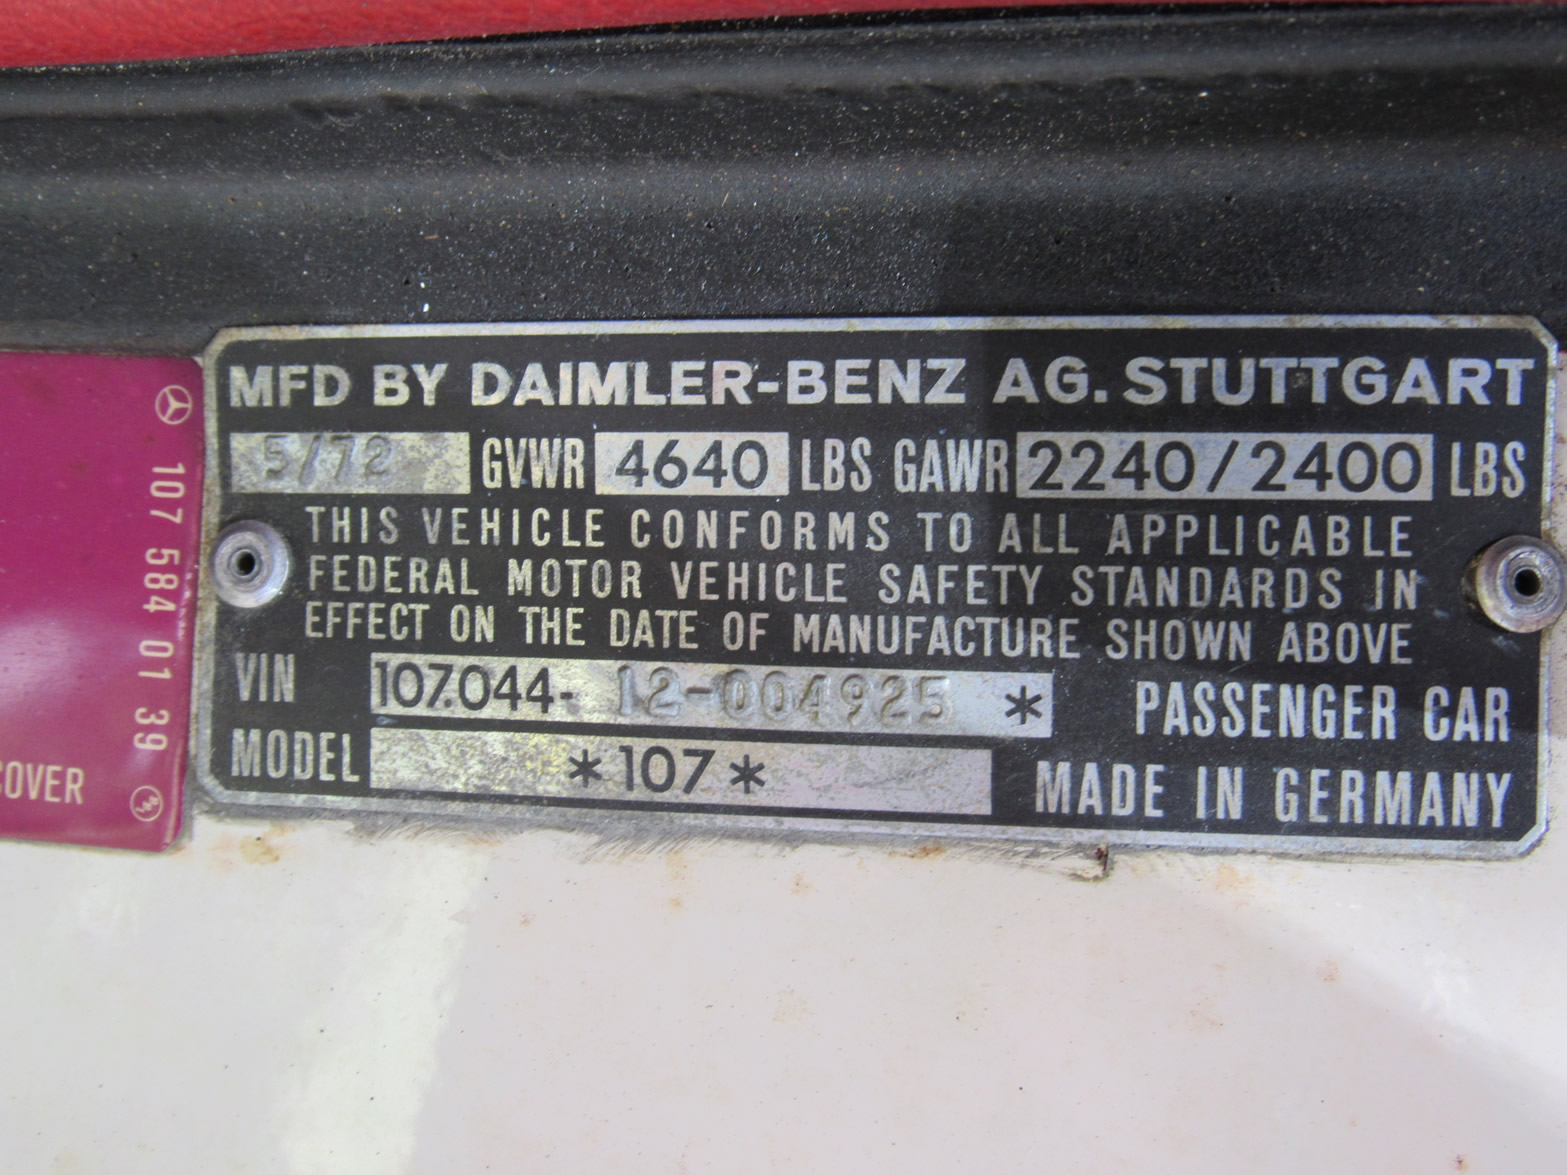 MFD BY DAIMLER-BENZ AG. STUTTGART
5/72 GVWR 4640 LBS GAWR 2240/2400 LBS
THIS VEHICLE CONFORMS TO ALL APPLICABLE
FEDERAL MOTOR VEHICLE SAFETY STANDARDS IN
EFFECT ON THE DATE OF MANUFACTURE SHOWN ABOVE
VIN 107.044-12-004925 * PASSENGER CAR
MODEL *107* MADE IN GERMANY
107 584 01 39
COVER